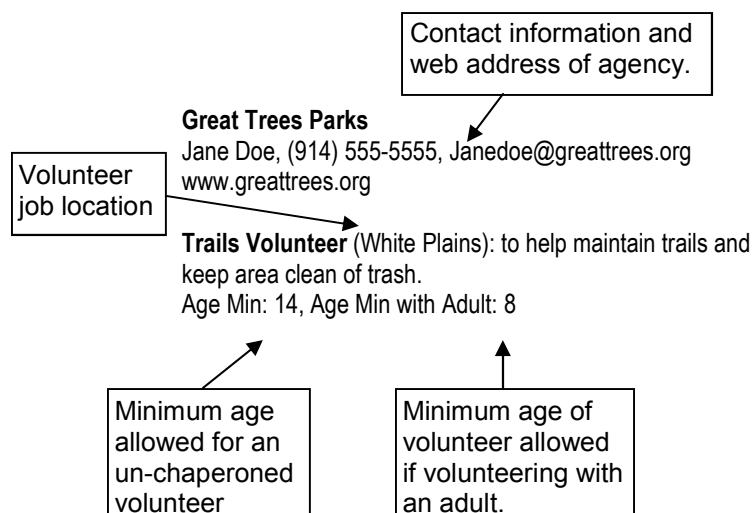 Contact information and
web address of agency.
Great Trees Parks
Jane Doe, (914) 555-5555, Janedoe@greattrees.org
www.greattrees.org
Volunteer
job location
Trails Volunteer (White Plains): to help maintain trails and
keep area clean of trash.
Age Min: 14, Age Min with Adult: 8
Minimum age
allowed for an
un-chaperoned
volunteer
Minimum age of
volunteer allowed
if volunteering with
an adult.